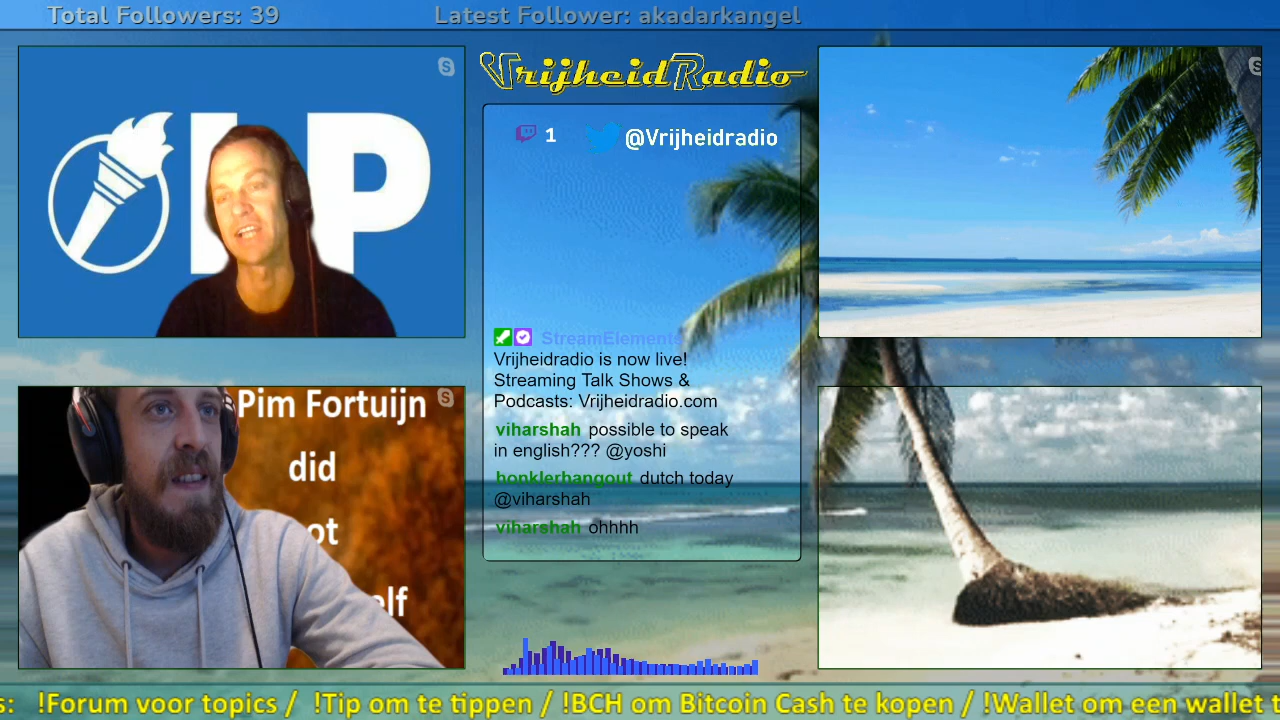 Total Followers: 39
Latest Follower: akadarkangel
VrijheidRadio
1
@Vrijheidradio
LP
StreamElements
Vrijheidradio is now live!
Streaming Talk Shows &
Podcasts: Vrijheidradio.com
viharshah possible to speak
in english??? @yoshi
honklerhangout dutch today
@viharshah
viharshah ohhhh
Pim Fortuijn
did
ot
elf
s: !Forum voor topics / !Tip om te tippen / !BCH om Bitcoin Cash te kopen / !Wallet om een wallet t